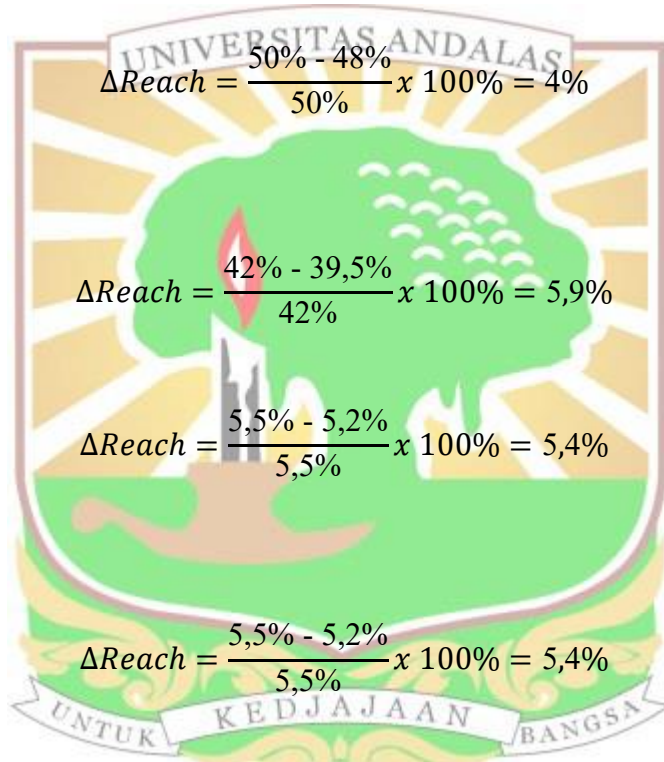 UNIVERSITAS ANDALAS
ΔReach = (50% - 48%)/50% x 100% = 4%
ΔReach = (42% - 39,5%)/42% x 100% = 5,9%
ΔReach = (5,5% - 5,2%)/5,5% x 100% = 5,4%
ΔReach = (5,5% - 5,2%)/5,5% x 100% = 5,4%
UNTUK KEDJAJAAN BANGSA